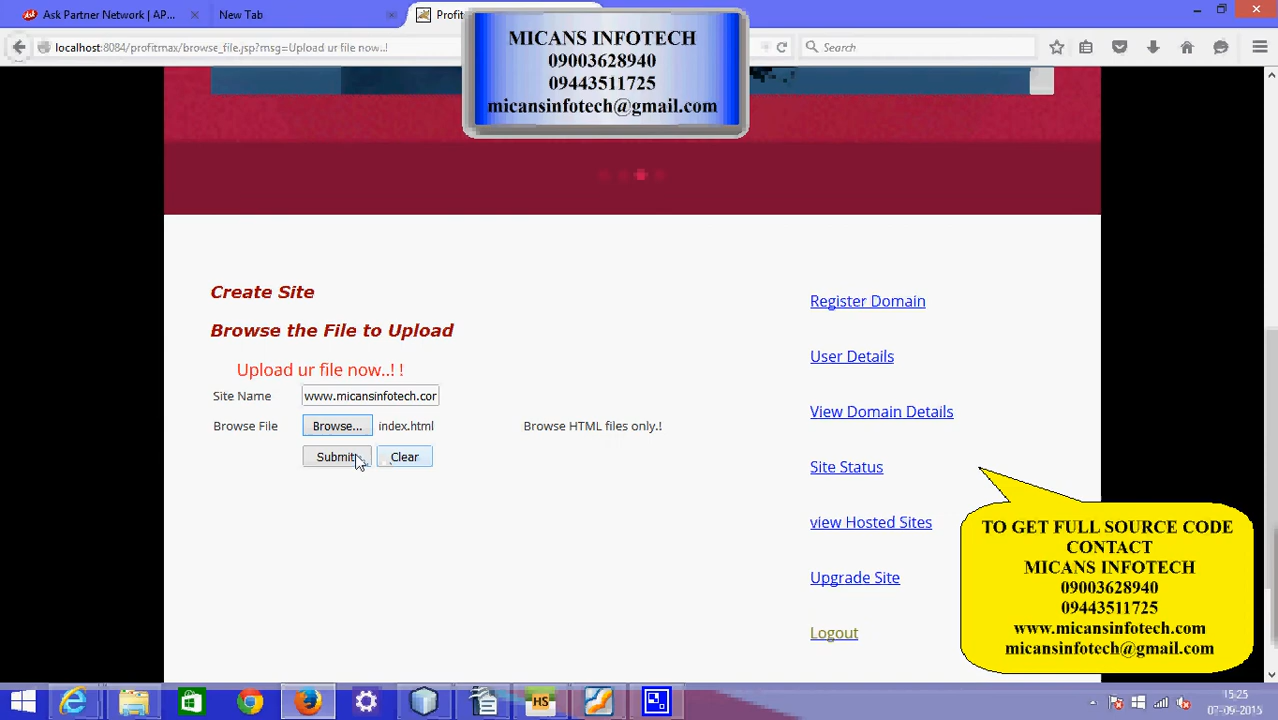 Ask Partner Network | AP...
New Tab
Profit
localhost:8084/profitmax/browse_file.jsp?msg=Upload ur file now..!
Search
MICANS INFOTECH
09003628940
09443511725
micansinfotech@gmail.com
Create Site
Browse the File to Upload
Upload ur file now..! !
Site Name
www.micansinfotech.cor
Browse File
Browse...
index.html
Browse HTML files only.!
Submit
Clear
Register Domain
User Details
View Domain Details
Site Status
view Hosted Sites
Upgrade Site
Logout
TO GET FULL SOURCE CODE
CONTACT
MICANS INFOTECH
09003628940
09443511725
www.micansinfotech.com
micansinfotech@gmail.com
HS
15:25
07-09-2015